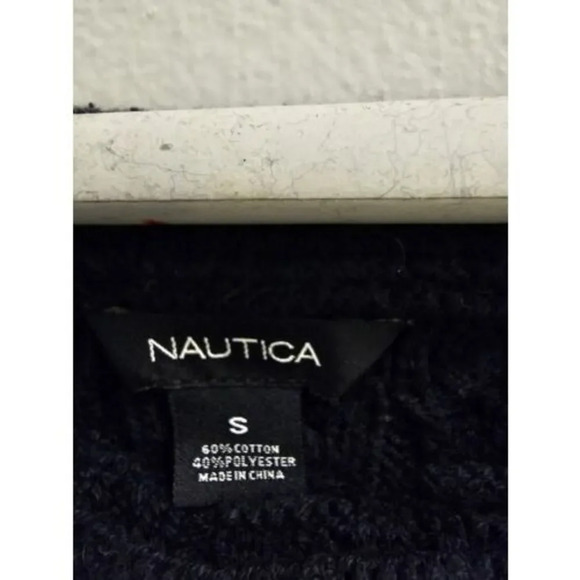 NAUTICA
S
60%COTTON
40%POLYESTER
MADE IN CHINA